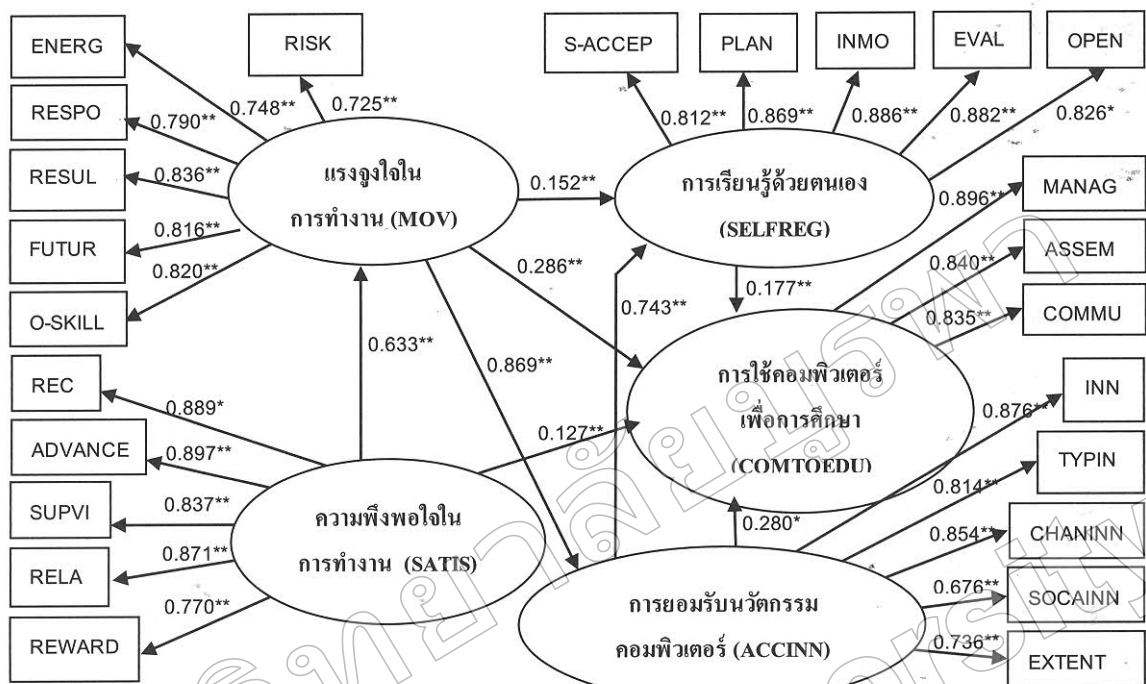 ENERG
RISK
S-ACCEP
PLAN
INMO
EVAL
OPEN
0.748**
0.725**
0.812**
0.869**
0.886**
0.882**
0.826*
RESPO
0.790**
RESUL
0.836**
FUTUR
0.816**
O-SKILL
0.820**
แรงจูงใจใน
การทำงาน (MOV)
0.152**
การเรียนรู้ด้วยตนเอง
(SELFREG)
0.896**
MANAG
0.840**
ASSEM
0.835**
COMMU
0.286**
0.743**
0.177**
0.633**
0.869**
การใช้คอมพิวเตอร์
เพื่อการศึกษา
(COMTOEDU)
0.127**
0.280*
REC
0.889*
ADVANCE
0.897**
SUPVI
0.837**
RELA
0.871**
REWARD
0.770**
ความพึงพอใจใน
การทำงาน (SATIS)
การยอมรับนวัตกรรม
คอมพิวเตอร์ (ACCINN)
0.876**
INN
0.814**
TYPIN
0.854**
CHANINN
0.676**
SOCAINN
0.736**
EXTENT